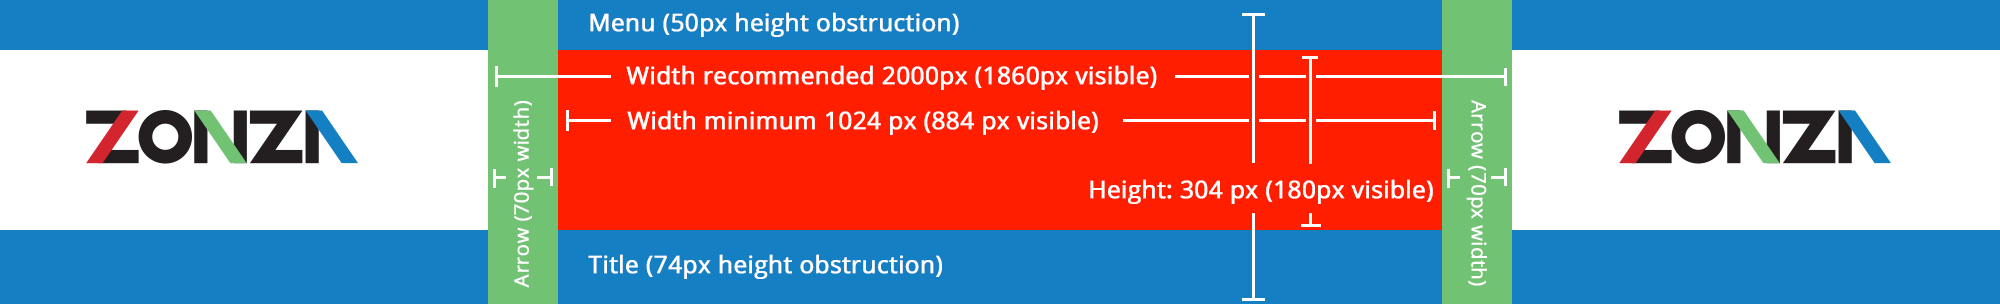 Menu (50px height obstruction)
Width recommended 2000px (1860px visible)
Width minimum 1024 px (884 px visible)
ZONZA
Arrow (70px width)
Height: 304 px (180px visible)
Arrow (70px width)
ZONZA
Title (74px height obstruction)